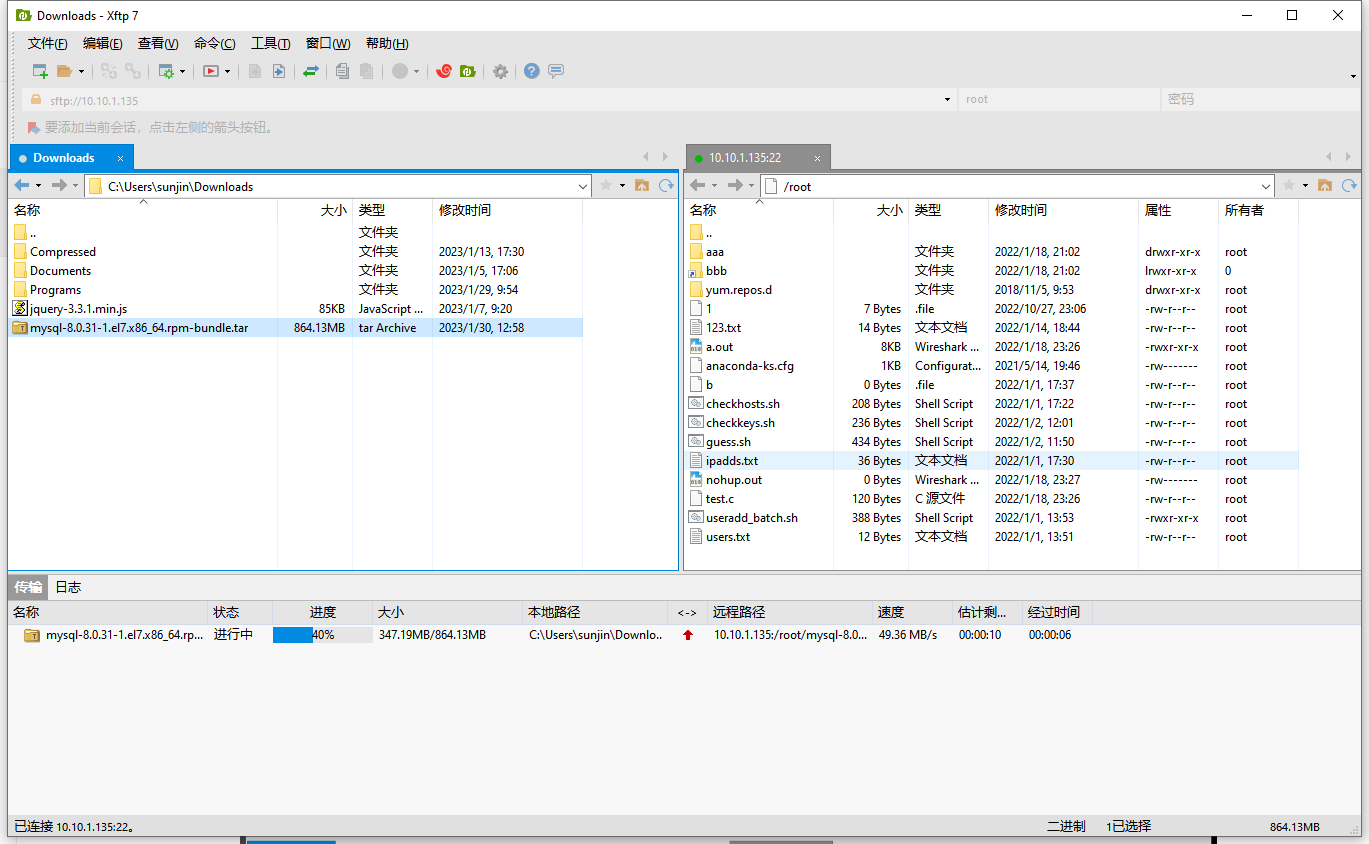 Downloads - Xftp 7
文件(F) 编辑(E) 查看(V) 命令(C) 工具(T) 窗口(W) 帮助(H)
sftp://10.10.1.135 root 密码
要添加当前会话，点击左侧的箭头按钮。
Downloads × 10.10.1.135:22 ×
C:\Users\sunjin\Downloads
名称 大小 类型 修改时间
.. 文件夹
Compressed 文件夹 2023/1/13, 17:30
Documents 文件夹 2023/1/5, 17:06
Programs 文件夹 2023/1/29, 9:54
jquery-3.3.1.min.js 85KB JavaScript ... 2023/1/7, 9:20
mysql-8.0.31-1.el7.x86_64.rpm-bundle.tar 864.13MB tar Archive 2023/1/30, 12:58
/root
名称 大小 类型 修改时间 属性 所有者
..
aaa 文件夹 2022/1/18, 21:02 drwxr-xr-x root
bbb 文件夹 2022/1/18, 21:02 lrwxr-xr-x 0
yum.repos.d 文件夹 2018/11/5, 9:53 drwxr-xr-x root
1 7 Bytes .file 2022/10/27, 23:06 -rw-r--r-- root
123.txt 14 Bytes 文本文档 2022/1/14, 18:44 -rw-r--r-- root
a.out 8KB Wireshark ... 2022/1/18, 23:26 -rwxr-xr-x root
anaconda-ks.cfg 1KB Configurat... 2021/5/14, 19:46 -rw------- root
b 0 Bytes .file 2022/1/1, 17:37 -rw-r--r-- root
checkhosts.sh 208 Bytes Shell Script 2022/1/1, 17:22 -rw-r--r-- root
checkkeys.sh 236 Bytes Shell Script 2022/1/2, 12:01 -rw-r--r-- root
guess.sh 434 Bytes Shell Script 2022/1/2, 11:50 -rw-r--r-- root
ipadds.txt 36 Bytes 文本文档 2022/1/1, 17:30 -rw-r--r-- root
nohup.out 0 Bytes Wireshark ... 2022/1/18, 23:27 -rw------- root
test.c 120 Bytes C 源文件 2022/1/18, 23:26 -rw-r--r-- root
useradd_batch.sh 388 Bytes Shell Script 2022/1/1, 13:53 -rwxr-xr-x root
users.txt 12 Bytes 文本文档 2022/1/1, 13:51 -rw-r--r-- root
传输 日志
名称 状态 进度 大小 本地路径 <-> 远程路径 速度 估计剩... 经过时间
mysql-8.0.31-1.el7.x86_64.rp... 进行中 40% 347.19MB/864.13MB C:\Users\sunjin\Downlo... 10.10.1.135:/root/mysql-8.0... 49.36 MB/s 00:00:10 00:00:06
已连接 10.10.1.135:22。 二进制 1已选择 864.13MB